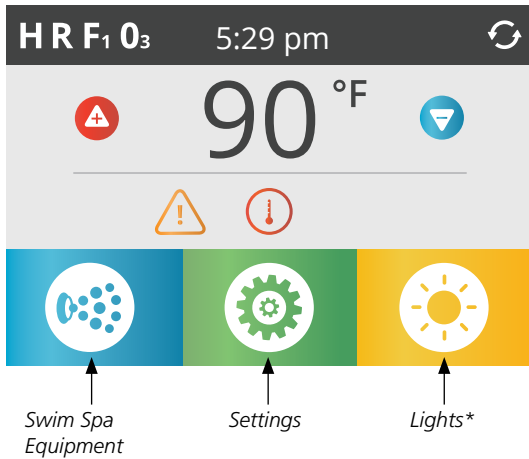 H R F1 03 5:29 pm
90 °F
Swim Spa Equipment
Settings
Lights*